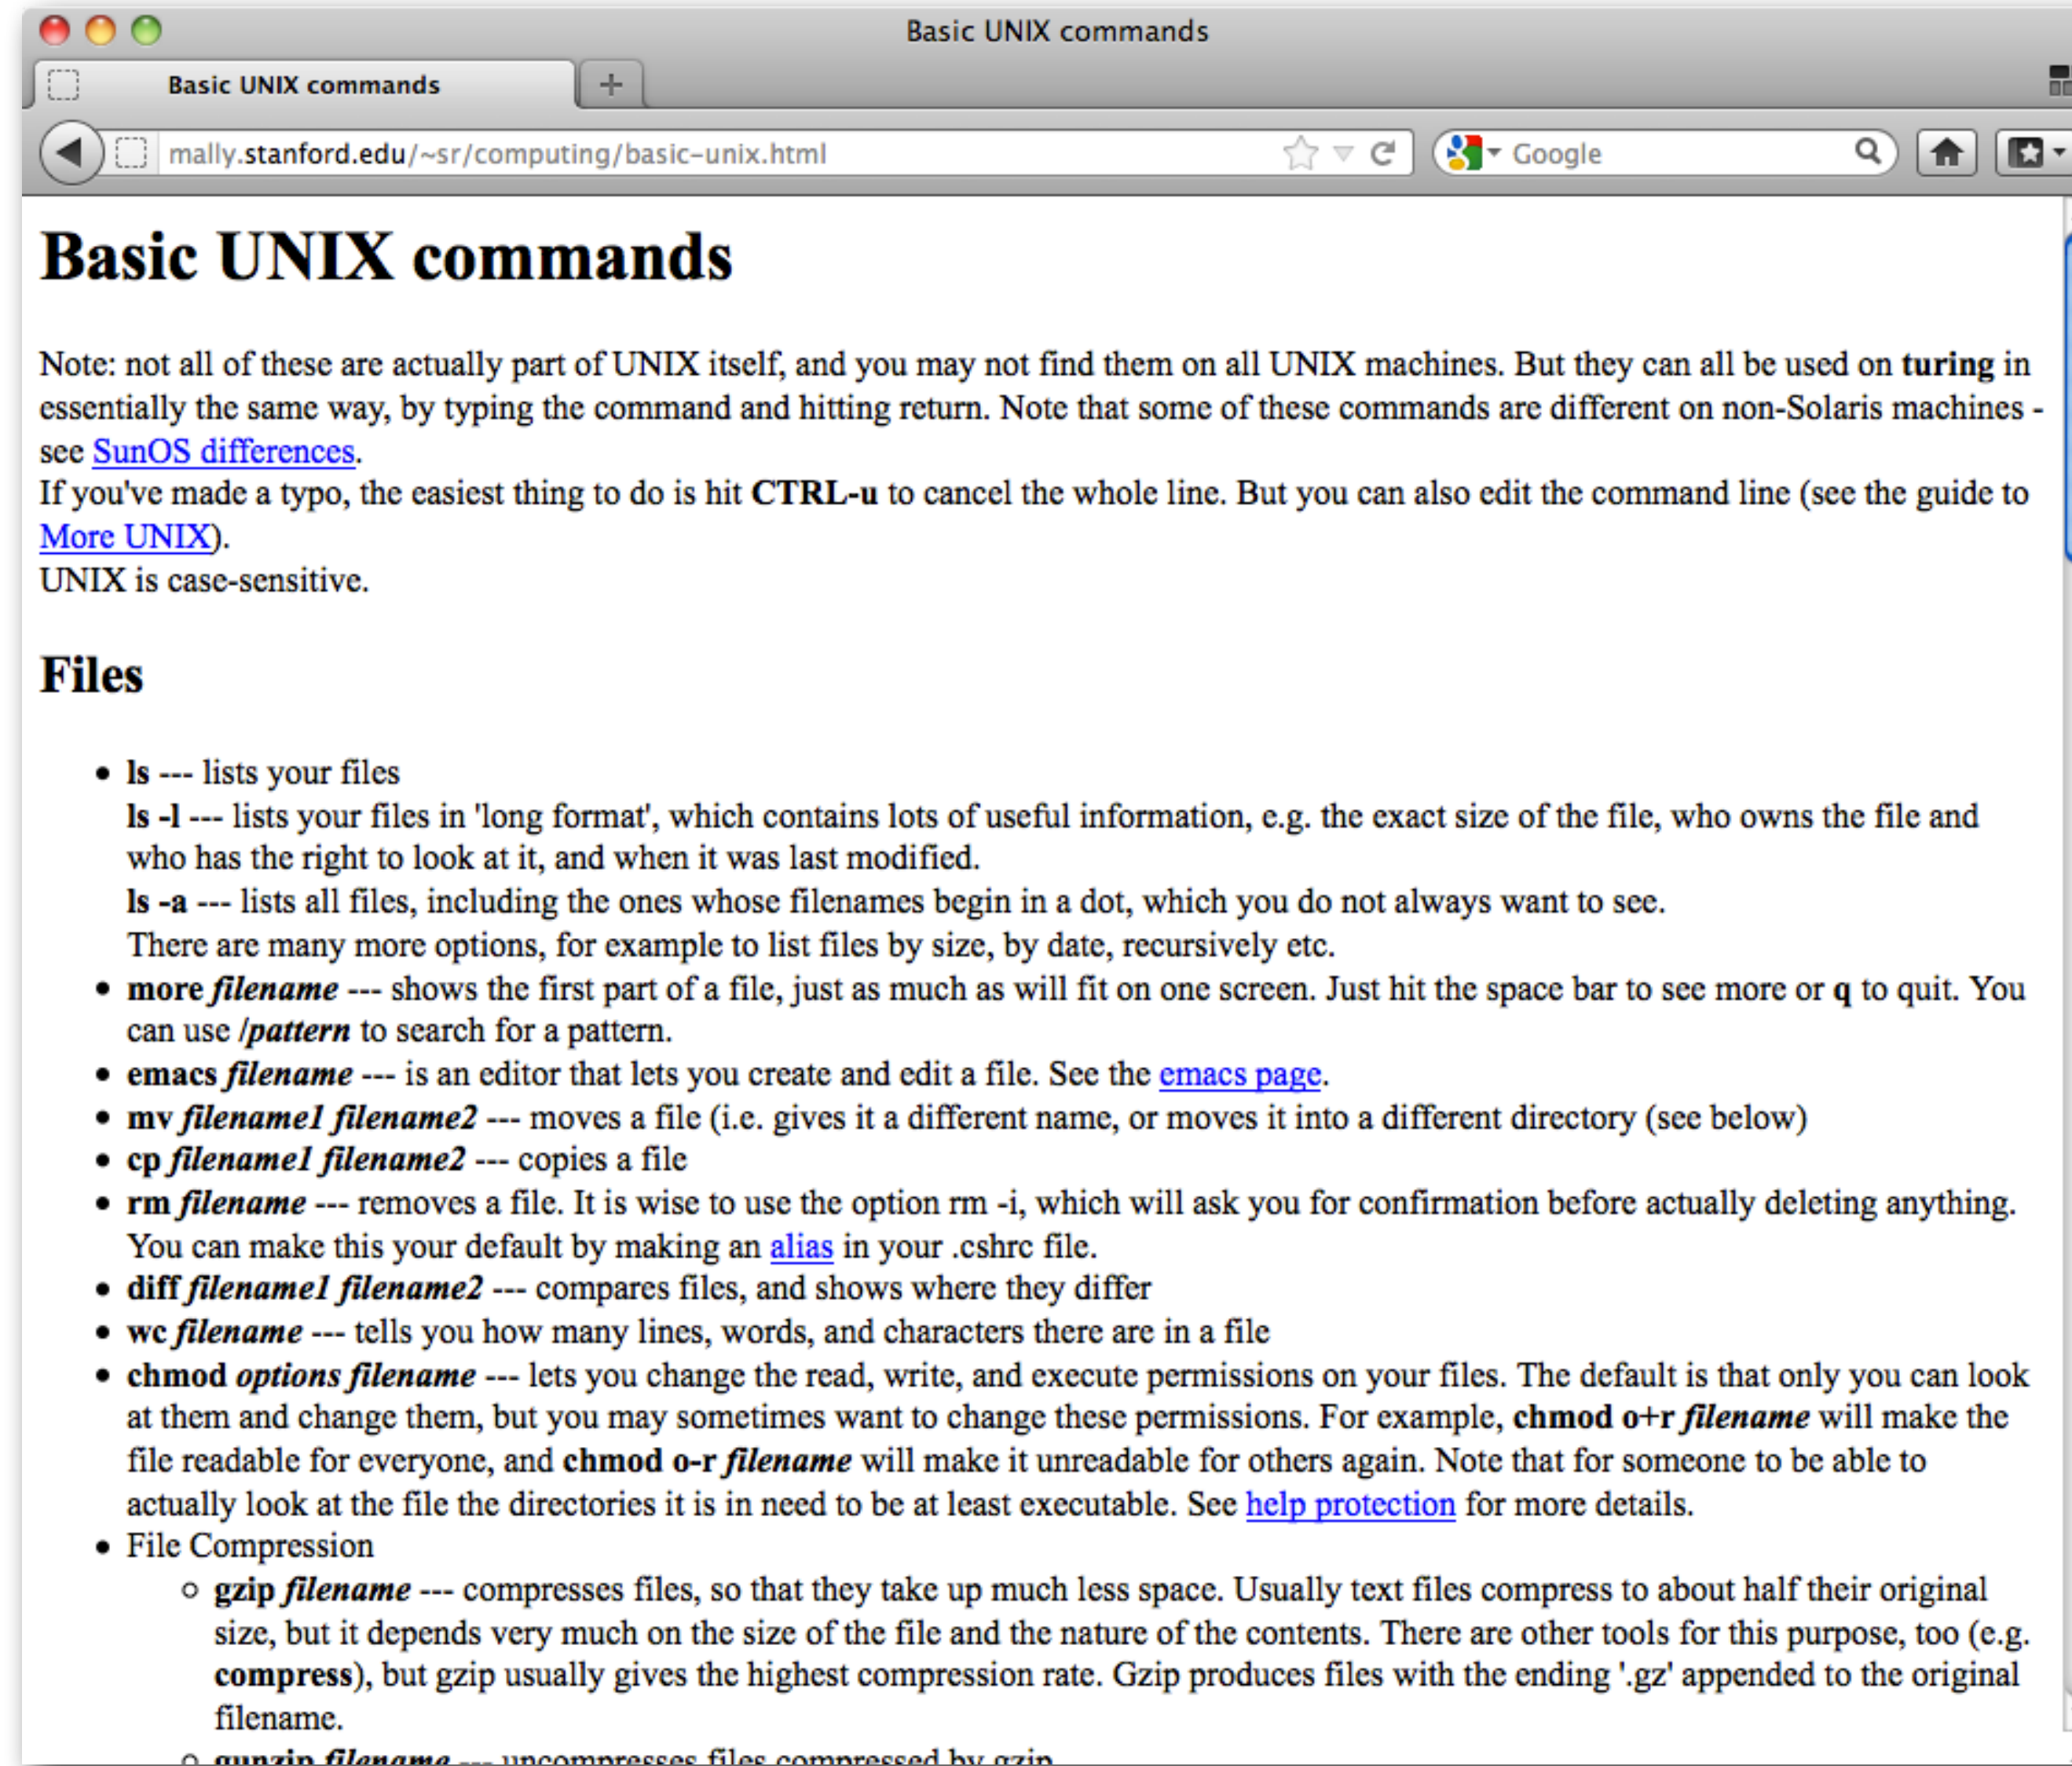 Basic UNIX commands
Basic UNIX commands
mally.stanford.edu/~sr/computing/basic-unix.html
Google
Basic UNIX commands
Note: not all of these are actually part of UNIX itself, and you may not find them on all UNIX machines. But they can all be used on turing in
essentially the same way, by typing the command and hitting return. Note that some of these commands are different on non-Solaris machines -
see SunOS differences.
If you've made a typo, the easiest thing to do is hit CTRL-u to cancel the whole line. But you can also edit the command line (see the guide to
More UNIX).
UNIX is case-sensitive.
Files
• ls --- lists your files
ls -l --- lists your files in 'long format', which contains lots of useful information, e.g. the exact size of the file, who owns the file and
who has the right to look at it, and when it was last modified.
ls -a --- lists all files, including the ones whose filenames begin in a dot, which you do not always want to see.
There are many more options, for example to list files by size, by date, recursively etc.
• more filename --- shows the first part of a file, just as much as will fit on one screen. Just hit the space bar to see more or q to quit. You
can use /pattern to search for a pattern.
• emacs filename --- is an editor that lets you create and edit a file. See the emacs page.
• mv filename1 filename2 --- moves a file (i.e. gives it a different name, or moves it into a different directory (see below)
• cp filename1 filename2 --- copies a file
• rm filename --- removes a file. It is wise to use the option rm -i, which will ask you for confirmation before actually deleting anything.
You can make this your default by making an alias in your .cshrc file.
• diff filename1 filename2 --- compares files, and shows where they differ
• wc filename --- tells you how many lines, words, and characters there are in a file
• chmod options filename --- lets you change the read, write, and execute permissions on your files. The default is that only you can look
at them and change them, but you may sometimes want to change these permissions. For example, chmod o+r filename will make the
file readable for everyone, and chmod o-r filename will make it unreadable for others again. Note that for someone to be able to
actually look at the file the directories it is in need to be at least executable. See help protection for more details.
• File Compression
○ gzip filename --- compresses files, so that they take up much less space. Usually text files compress to about half their original
size, but it depends very much on the size of the file and the nature of the contents. There are other tools for this purpose, too (e.g.
compress), but gzip usually gives the highest compression rate. Gzip produces files with the ending '.gz' appended to the original
filename.
○ gunzip filename --- uncompresses files compressed by gzip